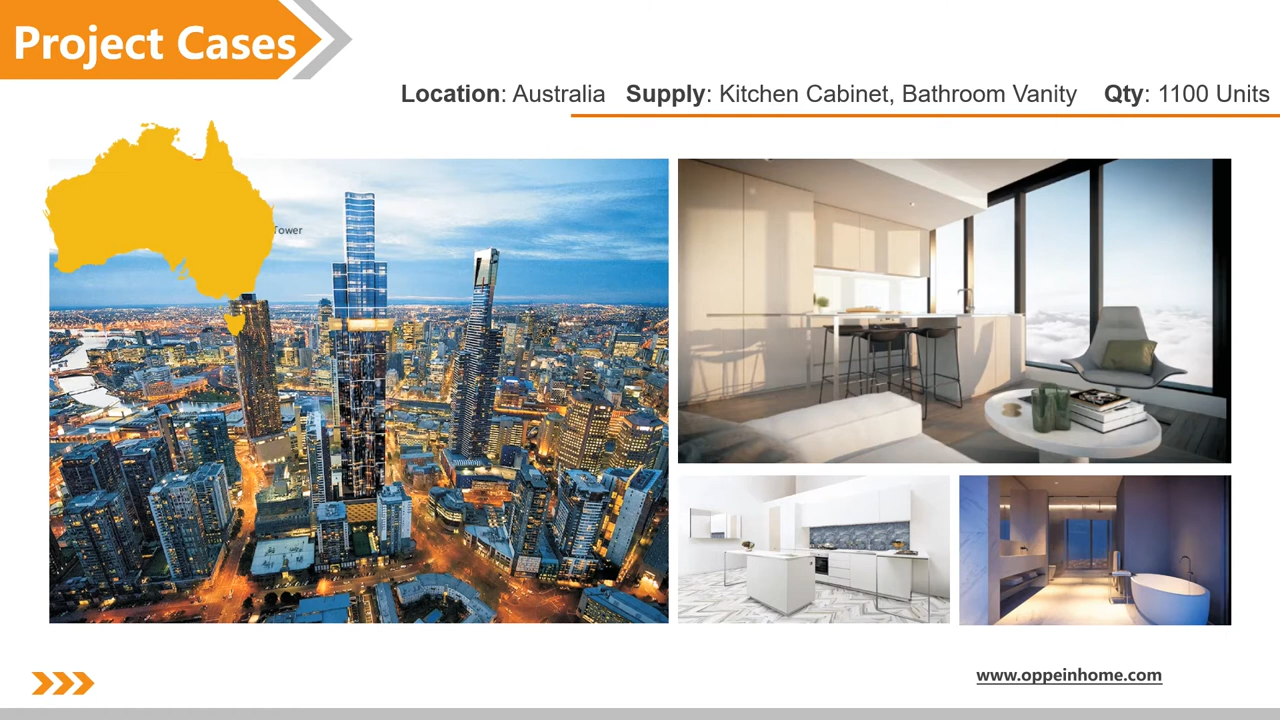 Project Cases
Location: Australia Supply: Kitchen Cabinet, Bathroom Vanity Qty: 1100 Units
Tower
www.oppeinhome.com